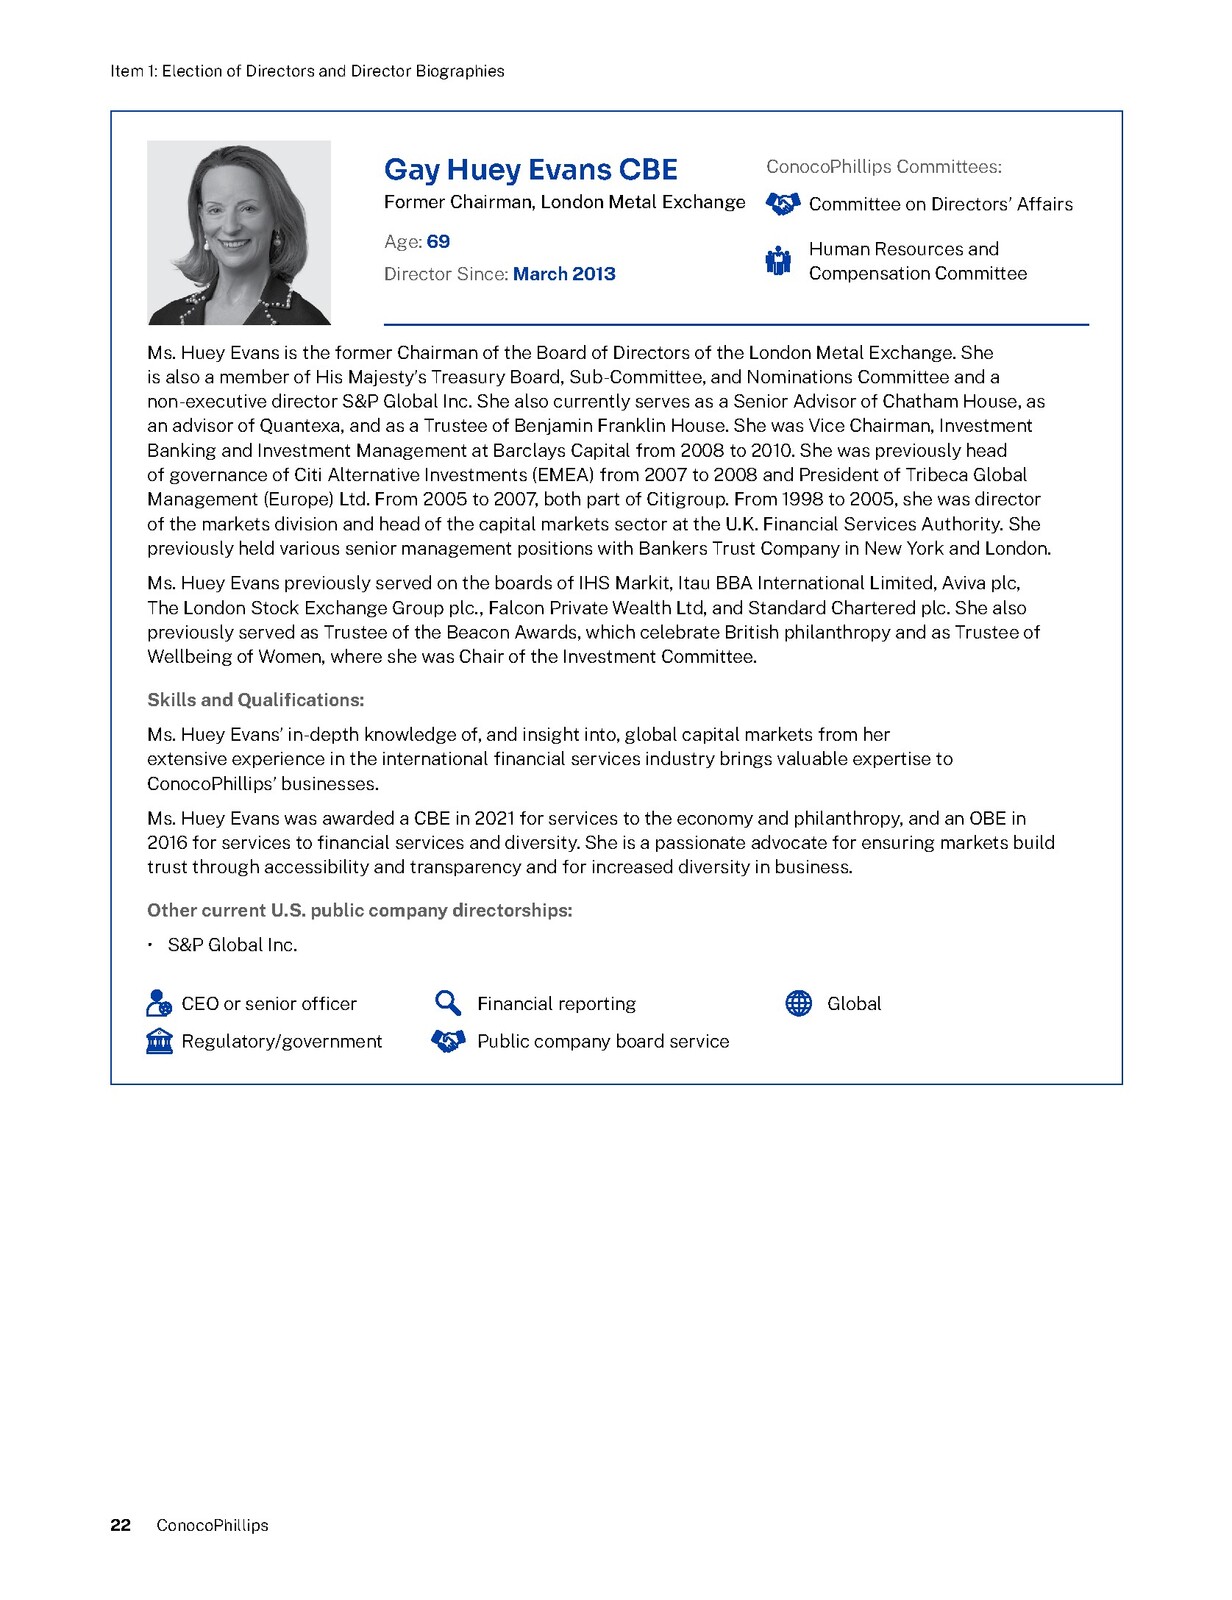 Item 1: Election of Directors and Director Biographies
Gay Huey Evans CBE
Former Chairman, London Metal Exchange
Age: 69
Director Since: March 2013
ConocoPhillips Committees:
Committee on Directors’ Affairs
Human Resources and
Compensation Committee
Ms. Huey Evans is the former Chairman of the Board of Directors of the London Metal Exchange. She
is also a member of His Majesty’s Treasury Board, Sub-Committee, and Nominations Committee and a
non-executive director S&P Global Inc. She also currently serves as a Senior Advisor of Chatham House, as
an advisor of Quantexa, and as a Trustee of Benjamin Franklin House. She was Vice Chairman, Investment
Banking and Investment Management at Barclays Capital from 2008 to 2010. She was previously head
of governance of Citi Alternative Investments (EMEA) from 2007 to 2008 and President of Tribeca Global
Management (Europe) Ltd. From 2005 to 2007, both part of Citigroup. From 1998 to 2005, she was director
of the markets division and head of the capital markets sector at the U.K. Financial Services Authority. She
previously held various senior management positions with Bankers Trust Company in New York and London.
Ms. Huey Evans previously served on the boards of IHS Markit, Itau BBA International Limited, Aviva plc,
The London Stock Exchange Group plc., Falcon Private Wealth Ltd, and Standard Chartered plc. She also
previously served as Trustee of the Beacon Awards, which celebrate British philanthropy and as Trustee of
Wellbeing of Women, where she was Chair of the Investment Committee.
Skills and Qualifications:
Ms. Huey Evans’ in-depth knowledge of, and insight into, global capital markets from her
extensive experience in the international financial services industry brings valuable expertise to
ConocoPhillips’ businesses.
Ms. Huey Evans was awarded a CBE in 2021 for services to the economy and philanthropy, and an OBE in
2016 for services to financial services and diversity. She is a passionate advocate for ensuring markets build
trust through accessibility and transparency and for increased diversity in business.
Other current U.S. public company directorships:
• S&P Global Inc.
CEO or senior officer
Financial reporting
Global
Regulatory/government
Public company board service
22 ConocoPhillips